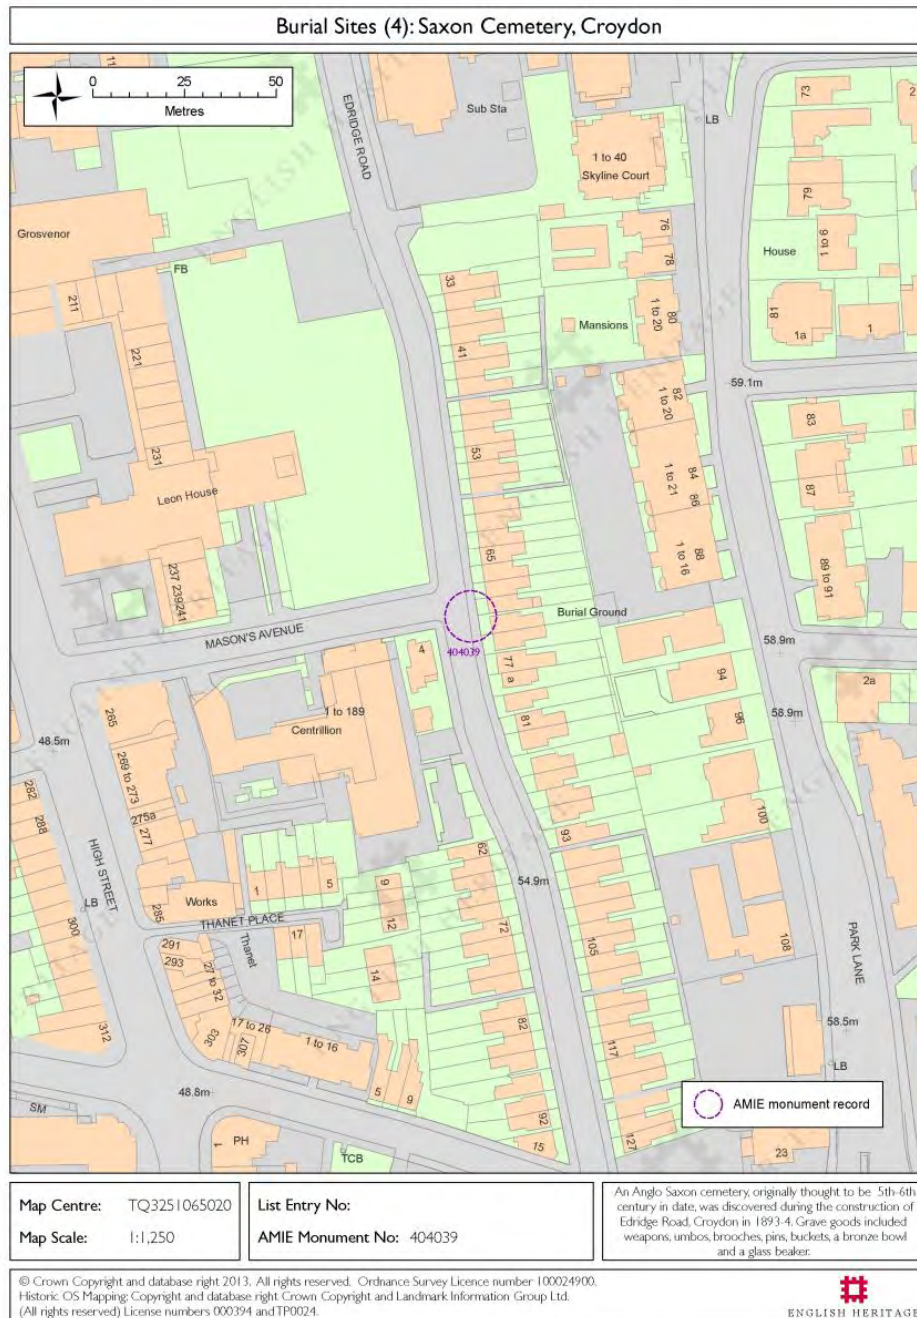 Burial Sites (4): Saxon Cemetery, Croydon
0 25 50
Metres
EDRIDGE ROAD
Sub Sta
LB
73
2
11
1 to 40
Skyline Court
79
Grosvenor
76
78
1 to 6
House
FB
33
211
80
1 to 20
81
1a
1
Mansions
221
41
59.1m
82
1 to 20
83
53
231
84
1 to 21
86
87
Leon House
65
88
1 to 16
89 to 91
237 239/241
Burial Ground
MASON'S AVENUE
404039
58.9m
4
77
a
94
2a
265
1 to 189
Centrillion
81
96
58.9m
48.5m
269 to 273
282
288
275a
277
100
93
HIGH STREET
62
54.9m
LB
Works
1
5
9
12
285
THANET PLACE
72
300
291
293
Thanet
17
105
108
PARK LANE
27 to 32
14
312
303
17 to 26
307
1 to 16
82
58.5m
117
LB
5
9
48.8m
SM
92
AMIE monument record
127
PH
15
TCB
23
ENGLISH HERITAGE
Map Centre: TQ3251065020
Map Scale: 1:1,250
List Entry No:
AMIE Monument No: 404039
An Anglo Saxon cemetery, originally thought to be 5th-6th
century in date, was discovered during the construction of
Edridge Road, Croydon in 1893-4. Grave goods included
weapons, umbos, brooches, pins, buckets, a bronze bowl
and a glass beaker.
© Crown Copyright and database right 2013. All rights reserved. Ordnance Survey Licence number 100024900.
Historic OS Mapping: Copyright and database right Crown Copyright and Landmark Information Group Ltd.
(All rights reserved) License numbers 000394 and TP0024.
ENGLISH HERITAGE